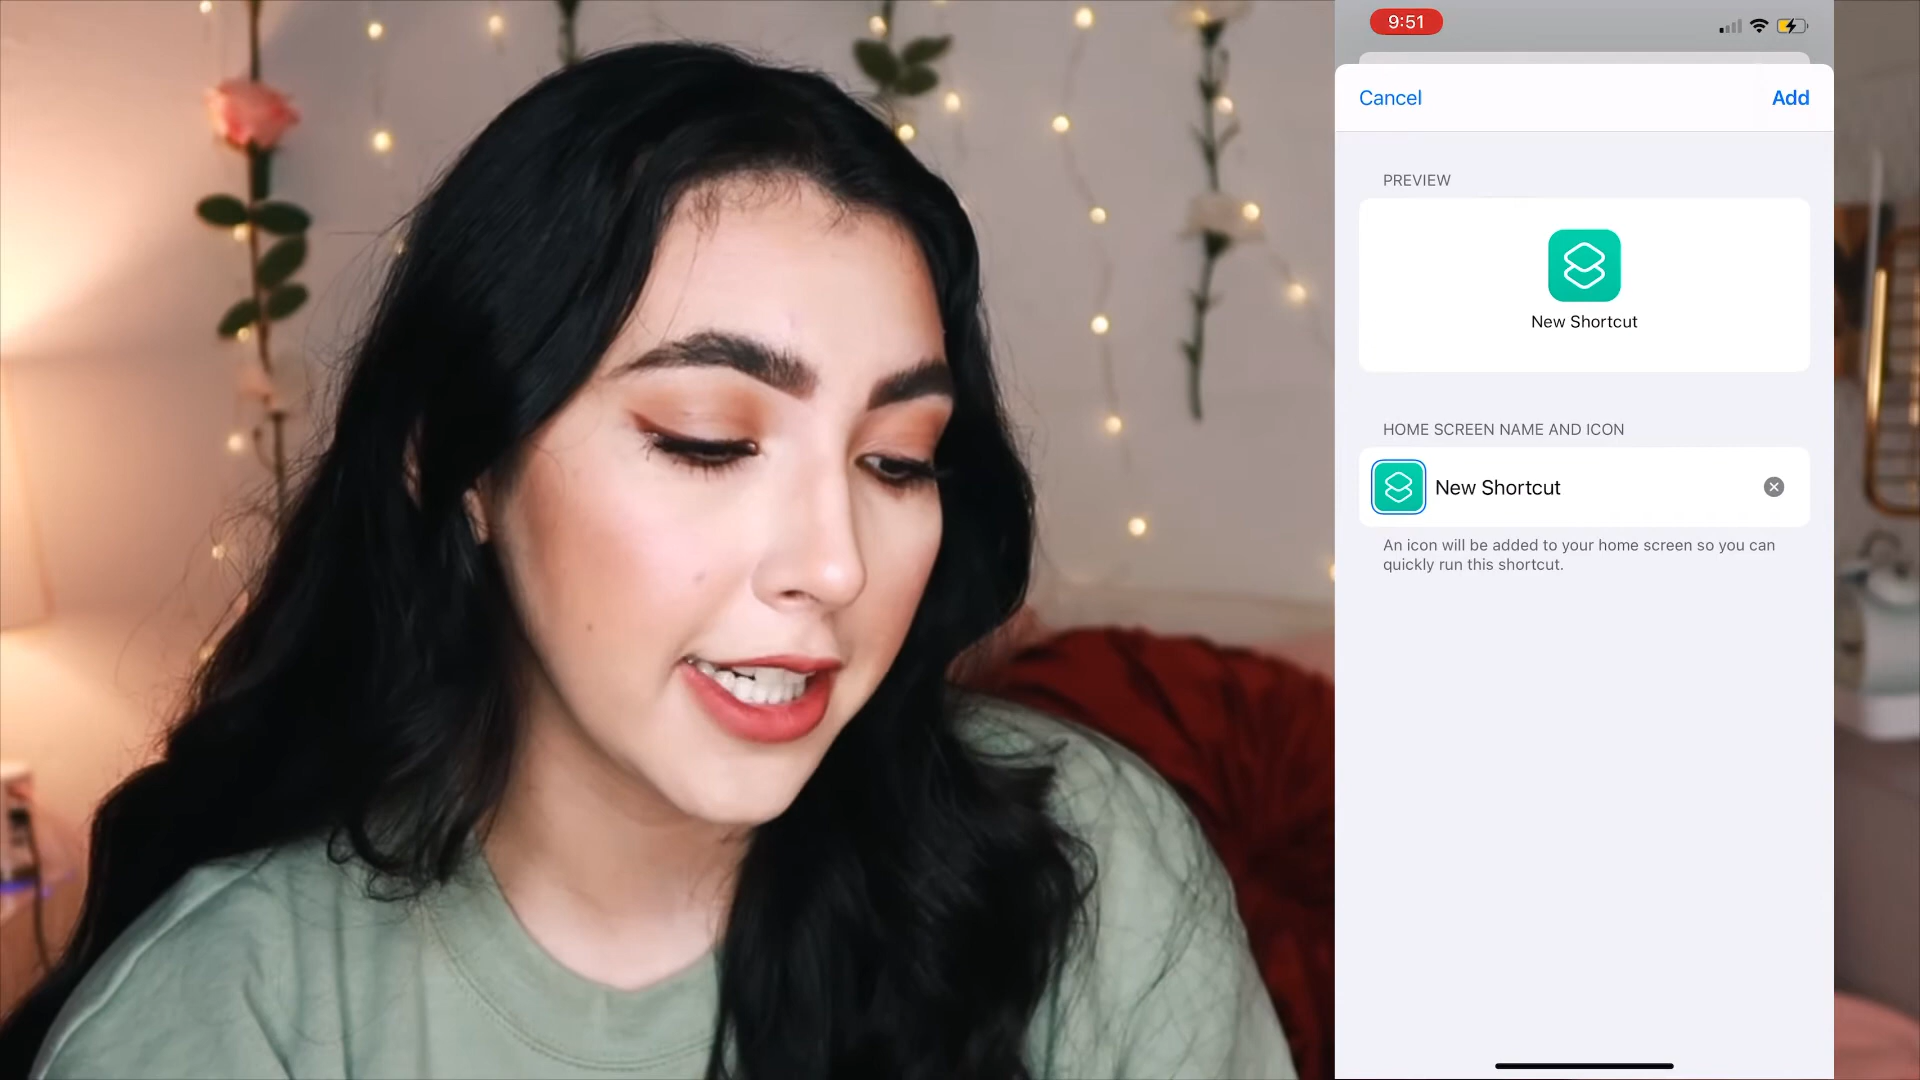 9:51
Cancel
Add
PREVIEW
New Shortcut
HOME SCREEN NAME AND ICON
New Shortcut
An icon will be added to your home screen so you can
quickly run this shortcut.